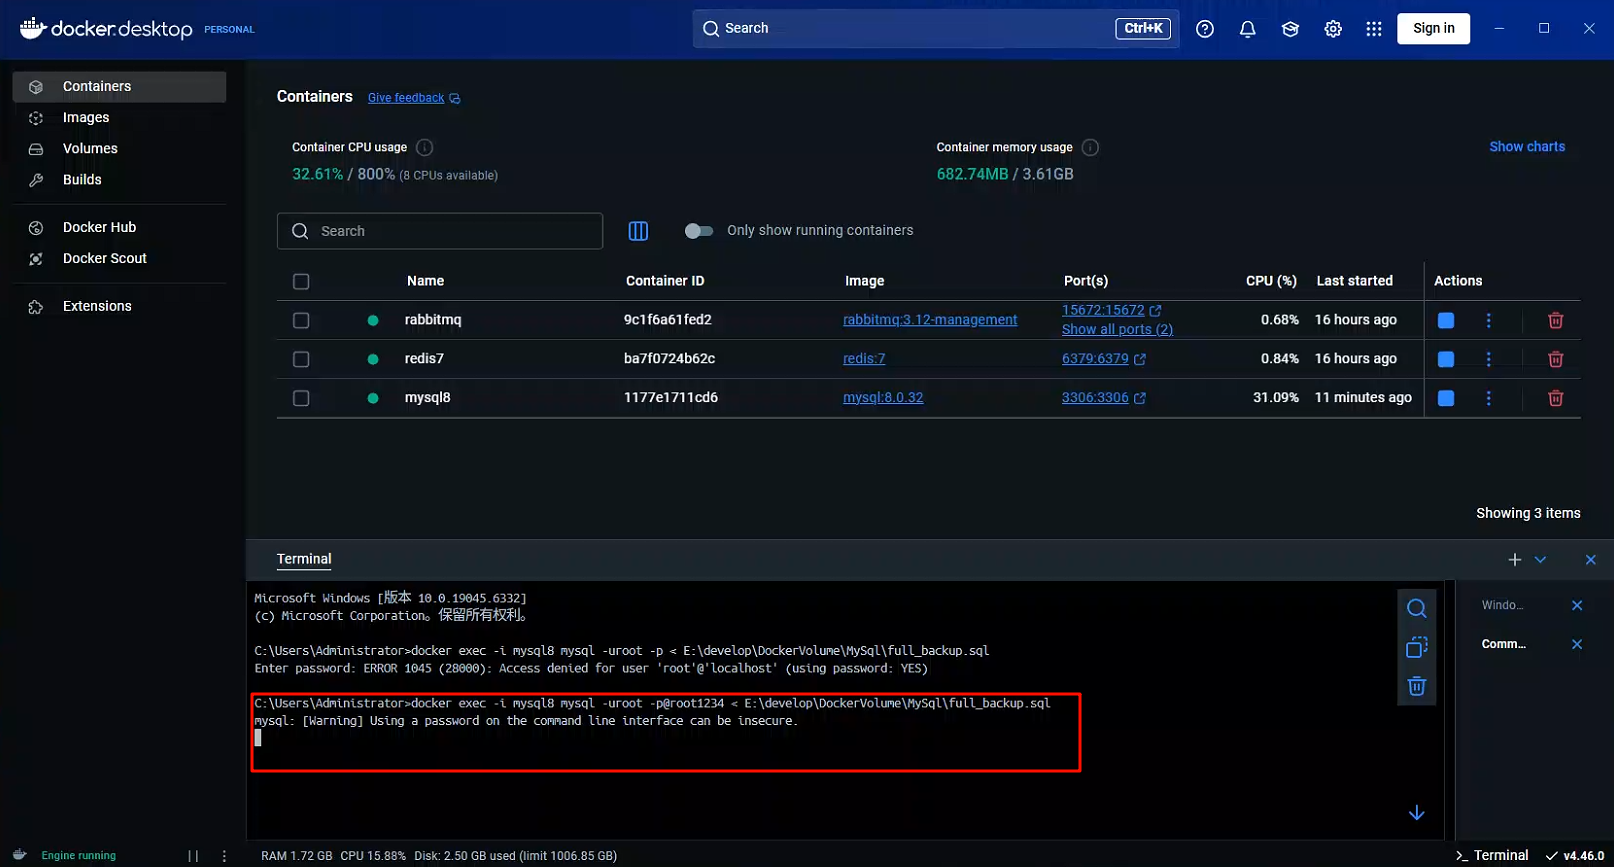 docker.desktop PERSONAL
Search Ctrl+K
Sign in
Containers
Images
Volumes
Builds
Docker Hub
Docker Scout
Extensions
Containers Give feedback
Container CPU usage
32.61% / 800% (8 CPUs available)
Container memory usage
682.74MB / 3.61GB
Show charts
Search
Only show running containers
Name Container ID Image Port(s) CPU (%) Last started Actions
rabbitmq 9c1f6a61fed2 rabbitmq:3.12-management 15672:15672 0.68% 16 hours ago
Show all ports (2)
redis7 ba7f0724b62c redis:7 6379:6379 0.84% 16 hours ago
mysql8 1177e1711cd6 mysql:8.0.32 3306:3306 31.09% 11 minutes ago
Showing 3 items
Terminal
Microsoft Windows [版本 10.0.19045.6332]
(c) Microsoft Corporation。保留所有权利。
C:\Users\Administrator>docker exec -i mysql8 mysql -uroot -p < E:\develop\DockerVolume\MySql\full_backup.sql
Enter password: ERROR 1045 (28000): Access denied for user 'root'@'localhost' (using password: YES)
C:\Users\Administrator>docker exec -i mysql8 mysql -uroot -p@root1234 < E:\develop\DockerVolume\MySql\full_backup.sql
mysql: [Warning] Using a password on the command line interface can be insecure.
Windo...
Comm...
Engine running
RAM 1.72 GB CPU 15.88% Disk: 2.50 GB used (limit 1006.85 GB)
Terminal
v4.46.0